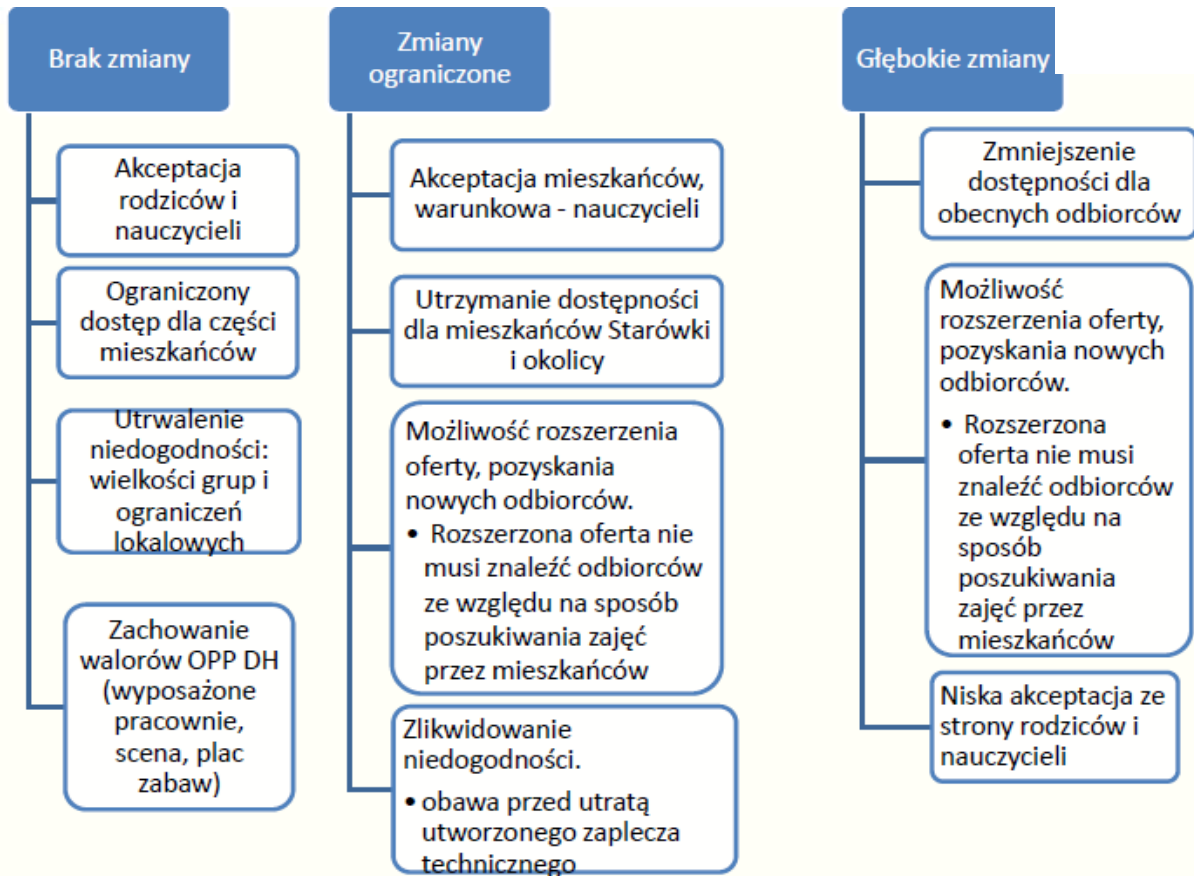 Brak zmiany
Akceptacja
rodziców i
nauczycieli
Ograniczony
dostęp dla części
mieszkańców
Utrwalenie
niedogodności:
wielkości grup i
ograniczeń
lokalowych
Zachowanie
walorów OPP DH
(wyposażone
pracownie,
scena, plac
zabaw)
Zmiany
ograniczone
Akceptacja mieszkańców,
warunkowa - nauczycieli
Utrzymanie dostępności
dla mieszkańców Starówki
i okolicy
Możliwość rozszerzenia
oferty, pozyskania
nowych odbiorców.
• Rozszerzona oferta nie
musi znaleźć odbiorców
ze względu na sposób
poszukiwania zajęć
przez mieszkańców
Zlikwidowanie
niedogodności.
• obawa przed utratą
utworzonego zaplecza
technicznego
Głębokie zmiany
Zmniejszenie
dostępności dla
obecnych odbiorców
Możliwość
rozszerzenia oferty,
pozyskania nowych
odbiorców.
• Rozszerzona
oferta nie musi
znaleźć odbiorców
ze względu na
sposób
poszukiwania
zajęć przez
mieszkańców
Niska akceptacja ze
strony rodziców i
nauczycieli